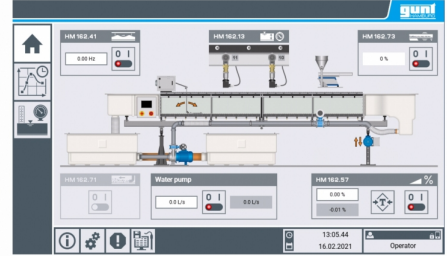 gunt
HAMBURG
HM 162.41
0.00 Hz
0 I
HM 162.13
HM 162.73
0 %
0 I
HM 162.71
0 I
Water pump
0.0 L/s
0 I
0.0 L/s
HM 162.57
%
0.00 %
-0.01 %
T
0 I
13:05.44
16.02.2021
Operator